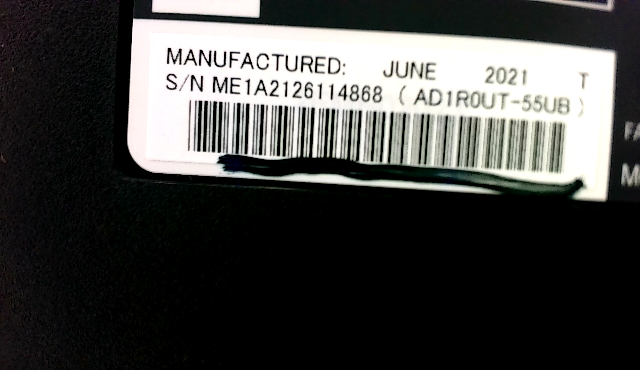 MANUFACTURED: JUNE 2021 T
S/N ME1A2126114868 ( AD1R0UT-55UB )